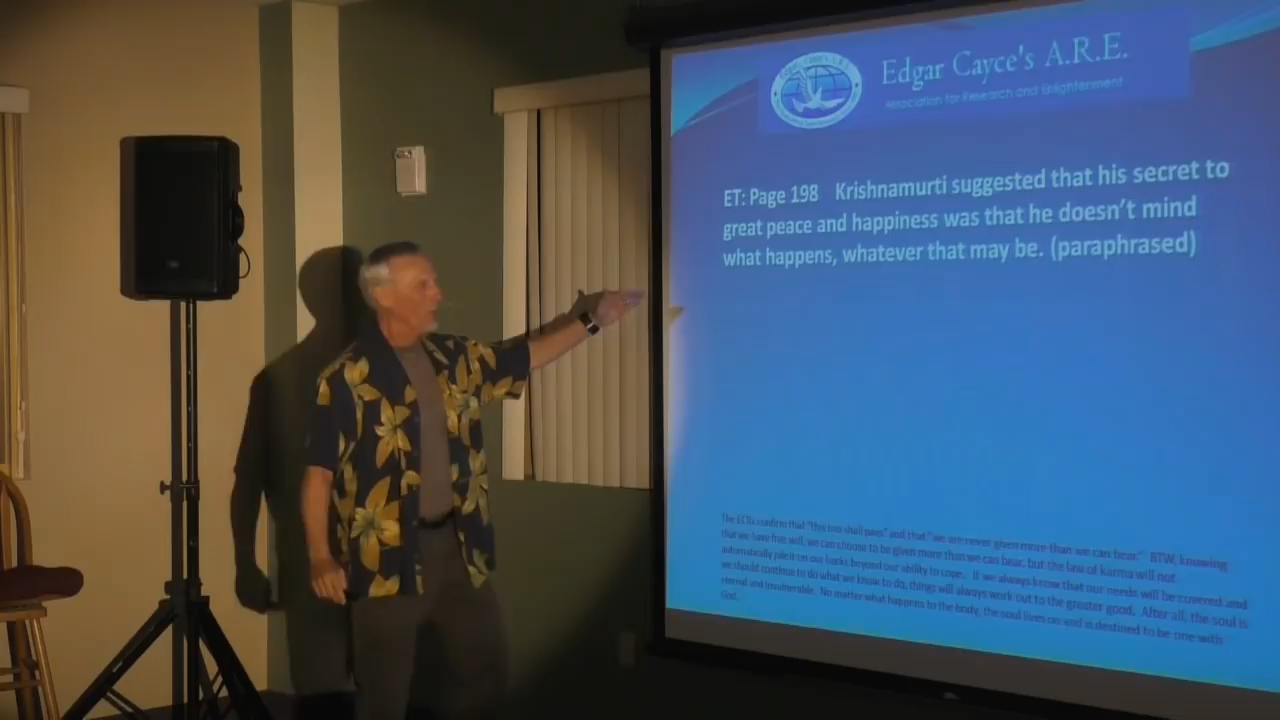 Edgar Cayce's A.R.E.
Association for Research and Enlightenment
ET: Page 198 Krishnamurti suggested that his secret to
great peace and happiness was that he doesn't mind
what happens, whatever that may be. (paraphrased)
The ECRs confirm that "this too shall pass" and that "we are never given more than we can bear." BTW, knowing
that we have free will, we can choose to be given more than we can bear, but the law of karma will not
automatically pile it on our backs beyond our ability to cope. If we always know that our needs will be covered and
we should continue to do what we know to do, things will always work out to the greater good. After all, the soul is
eternal and invulnerable. No matter what happens to the body, the soul lives on and is destined to be one with
God.